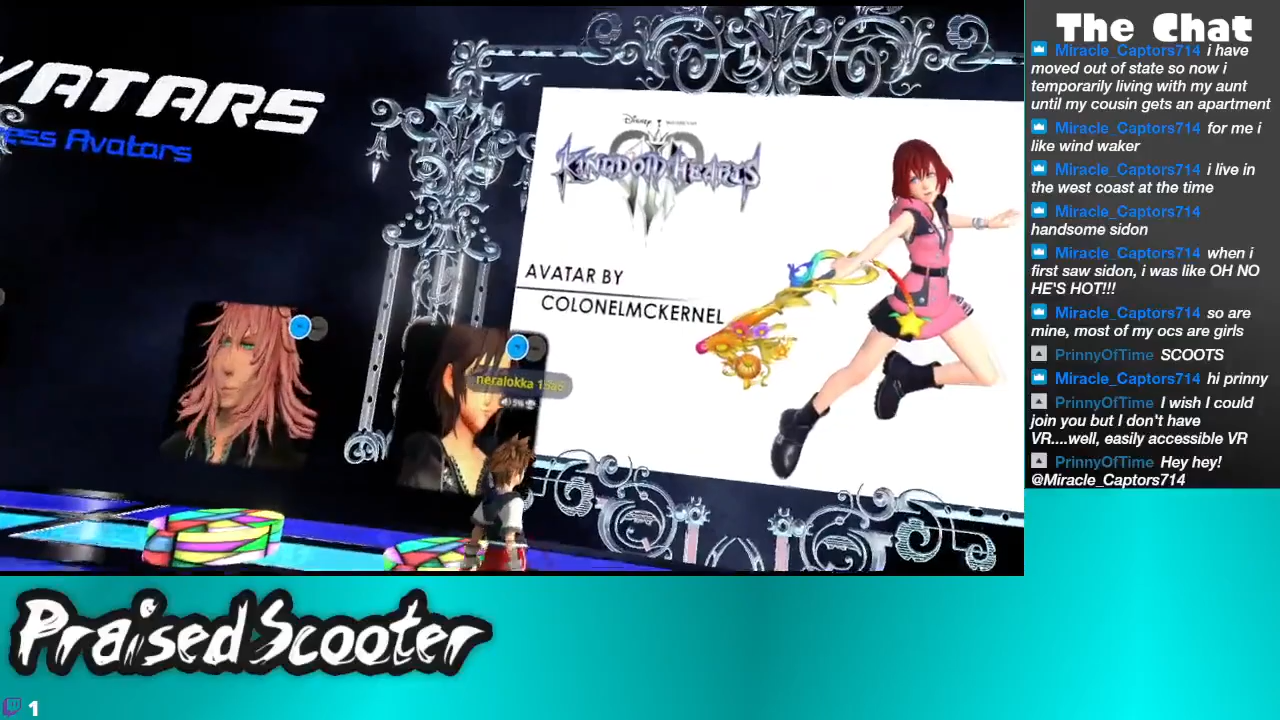 VATARS
ess Avatars
Disney
KINGDOM HEARTS
III
AVATAR BY
COLONELMCKERNEL
neralokka
The Chat
Miracle_Captors714 i have
moved out of state so now i
temporarily living with my aunt
until my cousin gets an apartment
Miracle_Captors714 for me i
like wind waker
Miracle_Captors714 i live in
the west coast at the time
Miracle_Captors714
handsome sidon
Miracle_Captors714 when i
first saw sidon, i was like OH NO
HE'S HOT!!!
Miracle_Captors714 so are
mine, most of my ocs are girls
PrinnyOfTime SCOOTS
Miracle_Captors714 hi prinny
PrinnyOfTime I wish I could
join you but I don't have
VR....well, easily accessible VR
PrinnyOfTime Hey hey!
@Miracle_Captors714
PraisedScooter
1